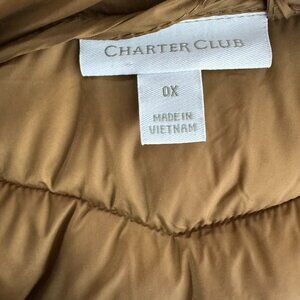 CHARTER CLUB
0X
MADE IN
VIETNAM